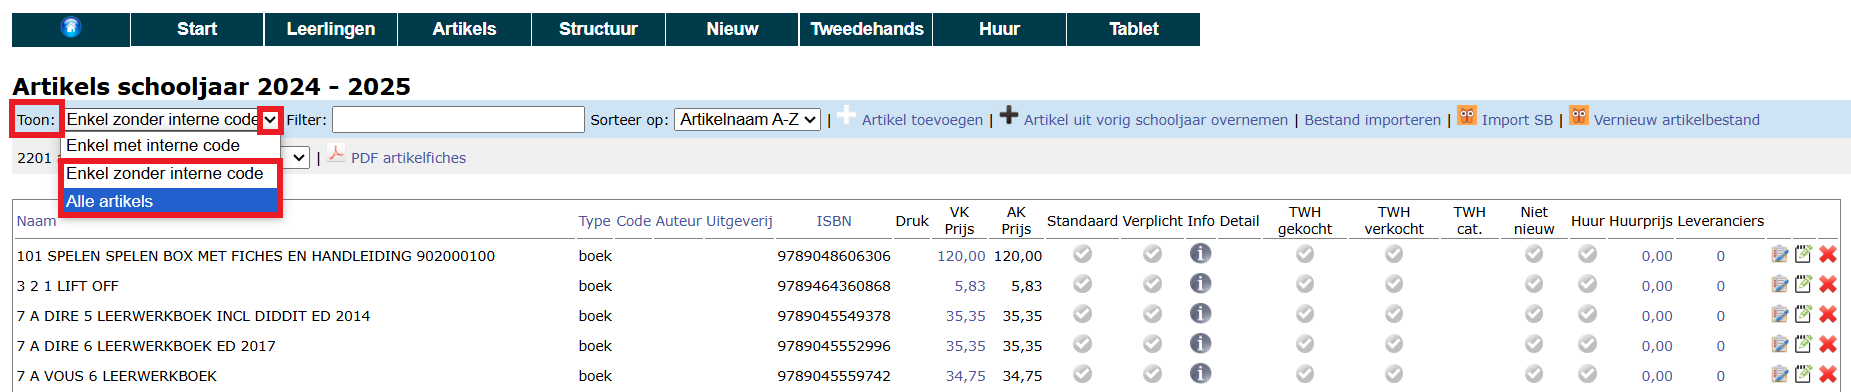 Start Leerlingen Artikels Structuur Nieuw Tweedehands Huur Tablet
Artikels schooljaar 2024 - 2025
Toon: Enkel zonder interne code Filter: Sorteer op: Artikelnaam A-Z | Artikel toevoegen | Artikel uit vorig schooljaar overnemen | Bestand importeren | Import SB | Vernieuw artikelbestand
Enkel met interne code
2201 | PDF artikelfiches
Enkel zonder interne code
Alle artikels
Naam Type Code Auteur Uitgeverij ISBN Druk VK Prijs AK Prijs Standaard Verplicht Info Detail TWH gekocht TWH verkocht TWH cat. Niet nieuw Huur Huurprijs Leveranciers
101 SPELEN SPELEN BOX MET FICHES EN HANDLEIDING 902000100 boek 9789048606306 120,00 120,00 0,00 0
3 2 1 LIFT OFF boek 9789464360868 5,83 5,83 0,00 0
7 A DIRE 5 LEERWERKBOEK INCL DIDDIT ED 2014 boek 9789045549378 35,35 35,35 0,00 0
7 A DIRE 6 LEERWERKBOEK ED 2017 boek 9789045552996 35,35 35,35 0,00 0
7 A VOUS 6 LEERWERKBOEK boek 9789045559742 34,75 34,75 0,00 0